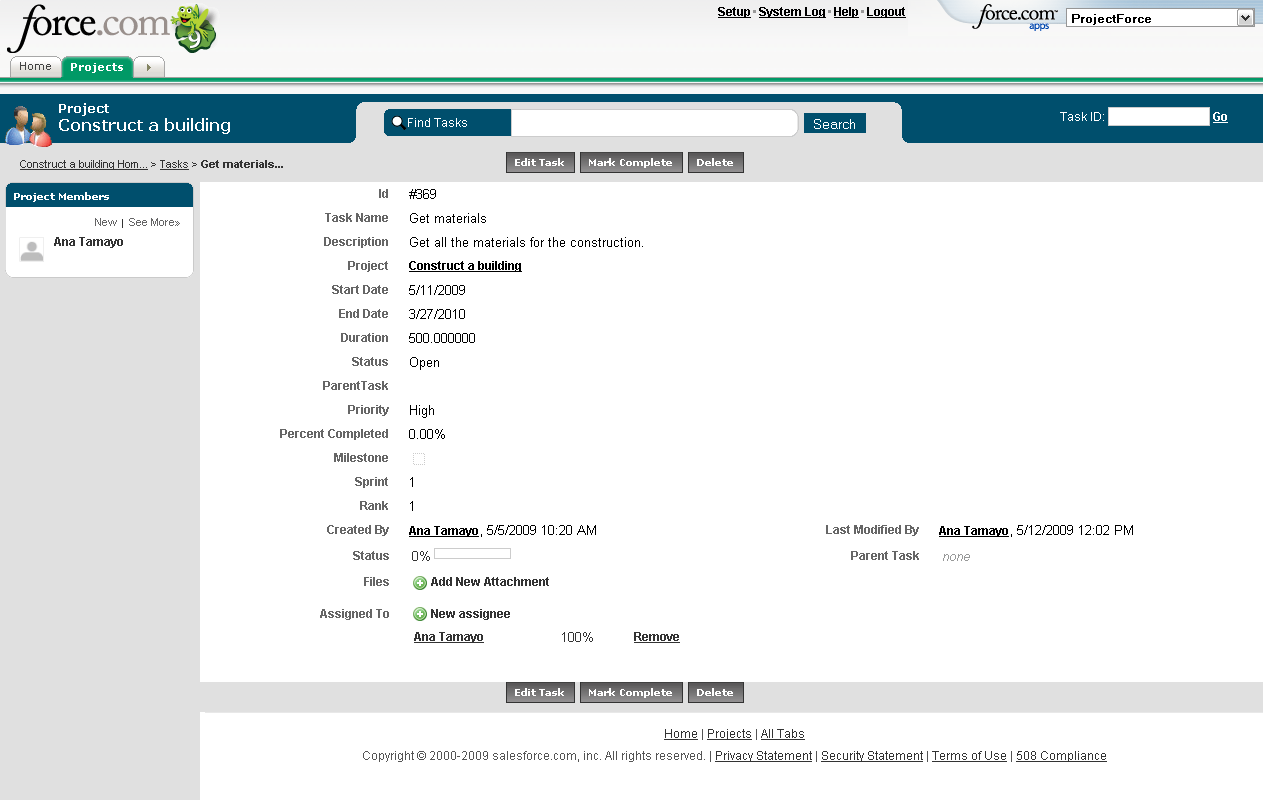 force.com 9
Setup · System Log · Help · Logout
force.com apps
ProjectForce
Home Projects
Project
Construct a building
Find Tasks
Search
Task ID: Go
Construct a building Hom... > Tasks > Get materials...
Edit Task Mark Complete Delete
Project Members
New | See More»
Ana Tamayo
Id #369
Task Name Get materials
Description Get all the materials for the construction.
Project Construct a building
Start Date 5/11/2009
End Date 3/27/2010
Duration 500.000000
Status Open
ParentTask
Priority High
Percent Completed 0.00%
Milestone
Sprint 1
Rank 1
Created By Ana Tamayo, 5/5/2009 10:20 AM Last Modified By Ana Tamayo, 5/12/2009 12:02 PM
Status 0% Parent Task none
Files Add New Attachment
Assigned To New assignee
Ana Tamayo 100% Remove
Edit Task Mark Complete Delete
Home | Projects | All Tabs
Copyright © 2000-2009 salesforce.com, inc. All rights reserved. | Privacy Statement | Security Statement | Terms of Use | 508 Compliance